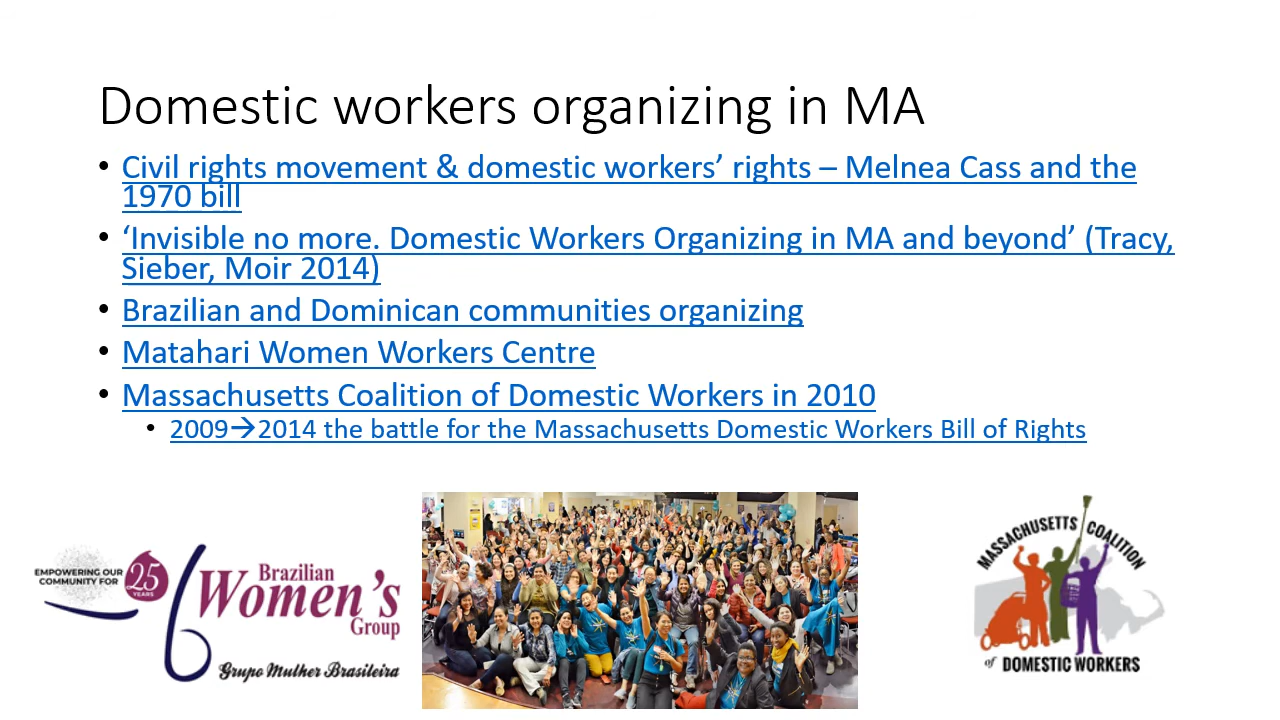 Domestic workers organizing in MA
• Civil rights movement & domestic workers’ rights – Melnea Cass and the
1970 bill
• ‘Invisible no more. Domestic Workers Organizing in MA and beyond’ (Tracy,
Sieber, Moir 2014)
• Brazilian and Dominican communities organizing
• Matahari Women Workers Centre
• Massachusetts Coalition of Domestic Workers in 2010
• 2009→2014 the battle for the Massachusetts Domestic Workers Bill of Rights
EMPOWERING OUR
COMMUNITY FOR
25
YEARS
Brazilian
Women's
Group
Grupo Mulher Brasileira
MASSACHUSETTS COALITION
of DOMESTIC WORKERS